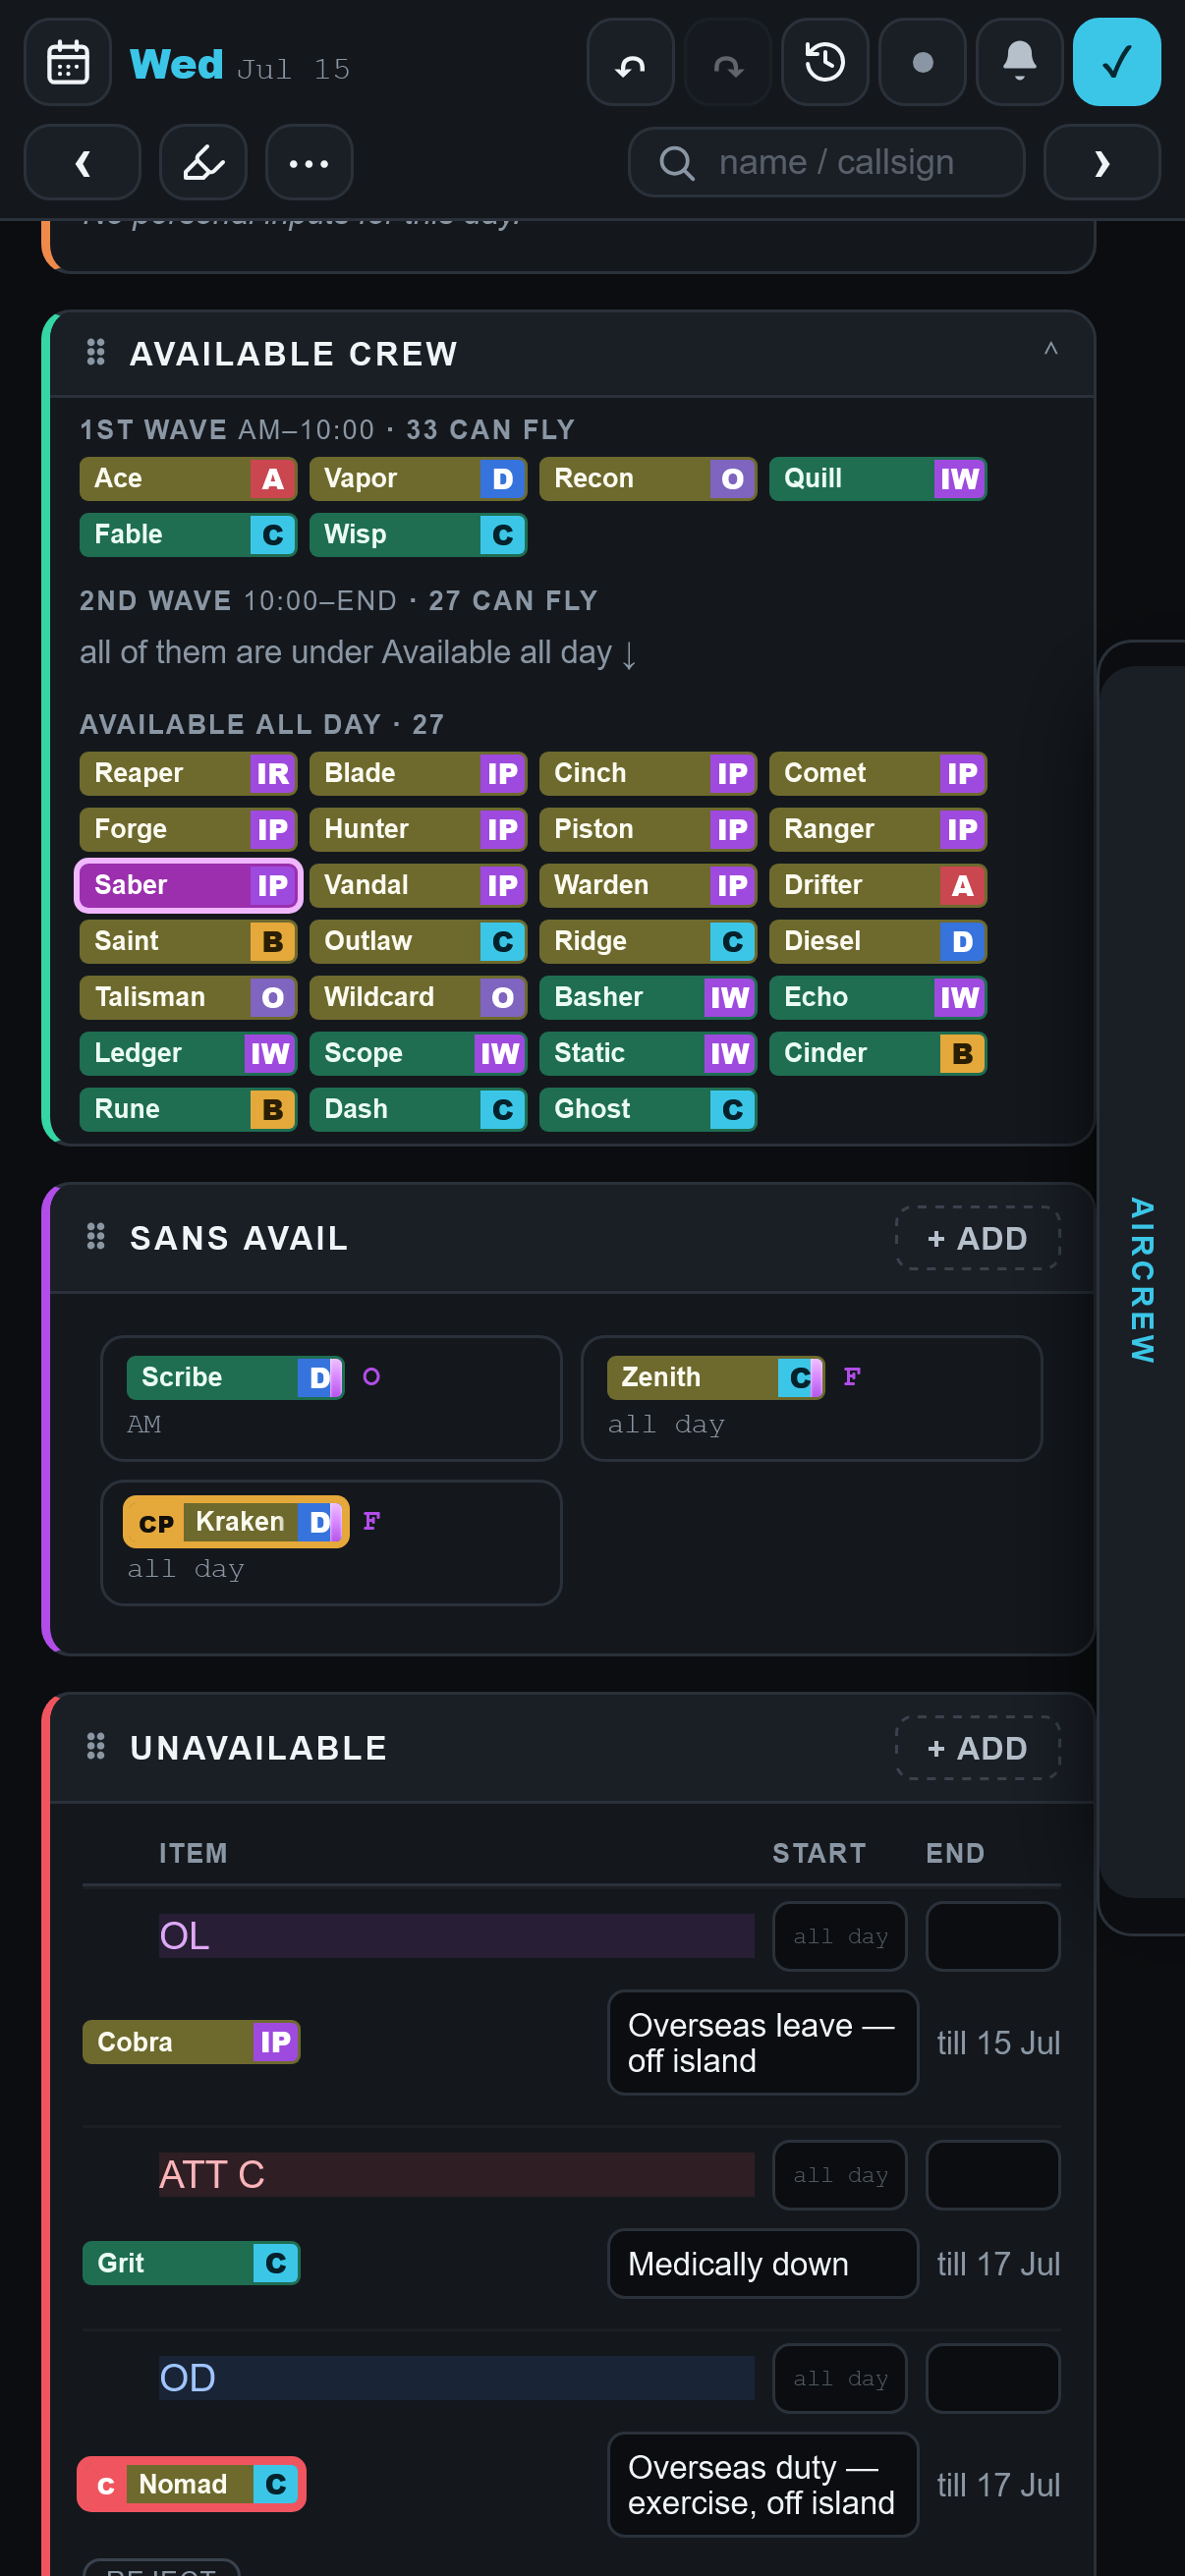 Wed Jul 15
name / callsign
No personal inputs for this day.
AVAILABLE CREW
1ST WAVE AM–10:00 · 33 CAN FLY
Ace A Vapor D Recon O Quill IW
Fable C Wisp C
2ND WAVE 10:00–END · 27 CAN FLY
all of them are under Available all day ↓
AVAILABLE ALL DAY · 27
Reaper IR Blade IP Cinch IP Comet IP
Forge IP Hunter IP Piston IP Ranger IP
Saber IP Vandal IP Warden IP Drifter A
Saint B Outlaw C Ridge C Diesel D
Talisman O Wildcard O Basher IW Echo IW
Ledger IW Scope IW Static IW Cinder B
Rune B Dash C Ghost C
AIRCREW
SANS AVAIL + ADD
Scribe D O Zenith C F
AM all day
CP Kraken D F
all day
UNAVAILABLE + ADD
ITEM START END
OL all day
Cobra IP Overseas leave — till 15 Jul
off island
ATT C all day
Grit C Medically down till 17 Jul
OD all day
C Nomad C Overseas duty — till 17 Jul
exercise, off island
REJECT